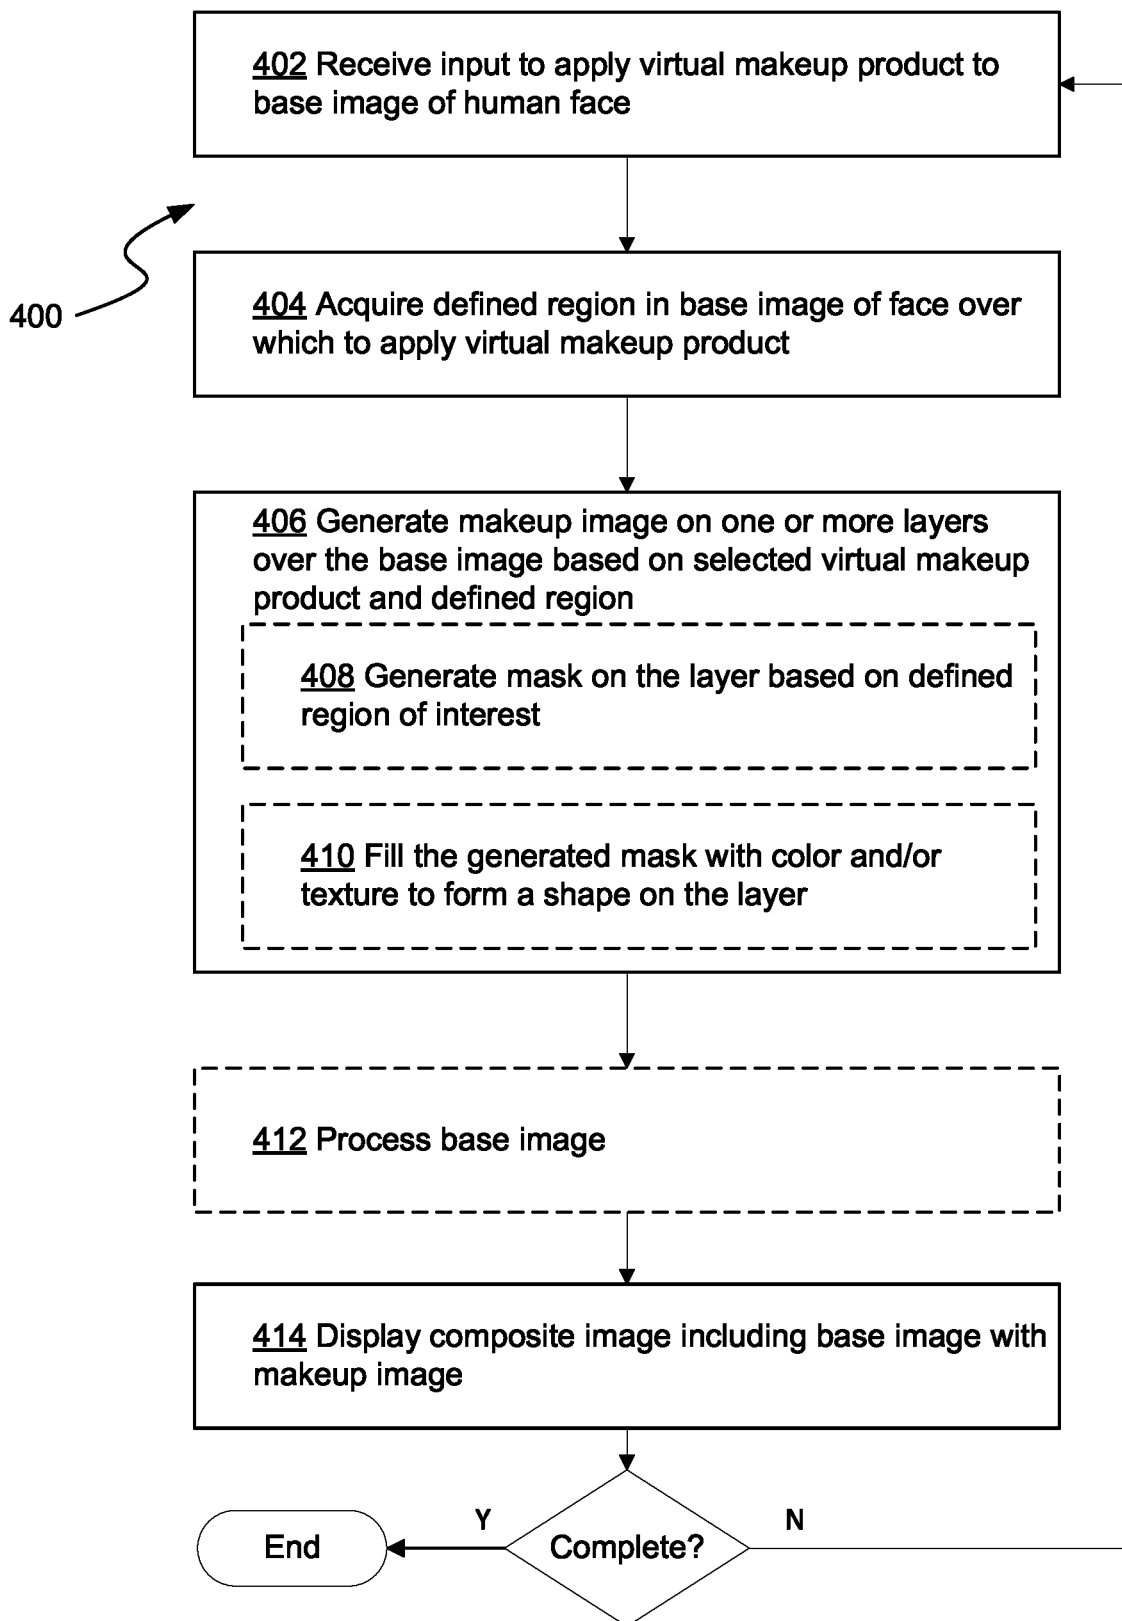 402 Receive input to apply virtual makeup product to
base image of human face
400
404 Acquire defined region in base image of face over
which to apply virtual makeup product
406 Generate makeup image on one or more layers
over the base image based on selected virtual makeup
product and defined region
408 Generate mask on the layer based on defined
region of interest
410 Fill the generated mask with color and/or
texture to form a shape on the layer
412 Process base image
414 Display composite image including base image with
makeup image
Y
N
End
Complete?